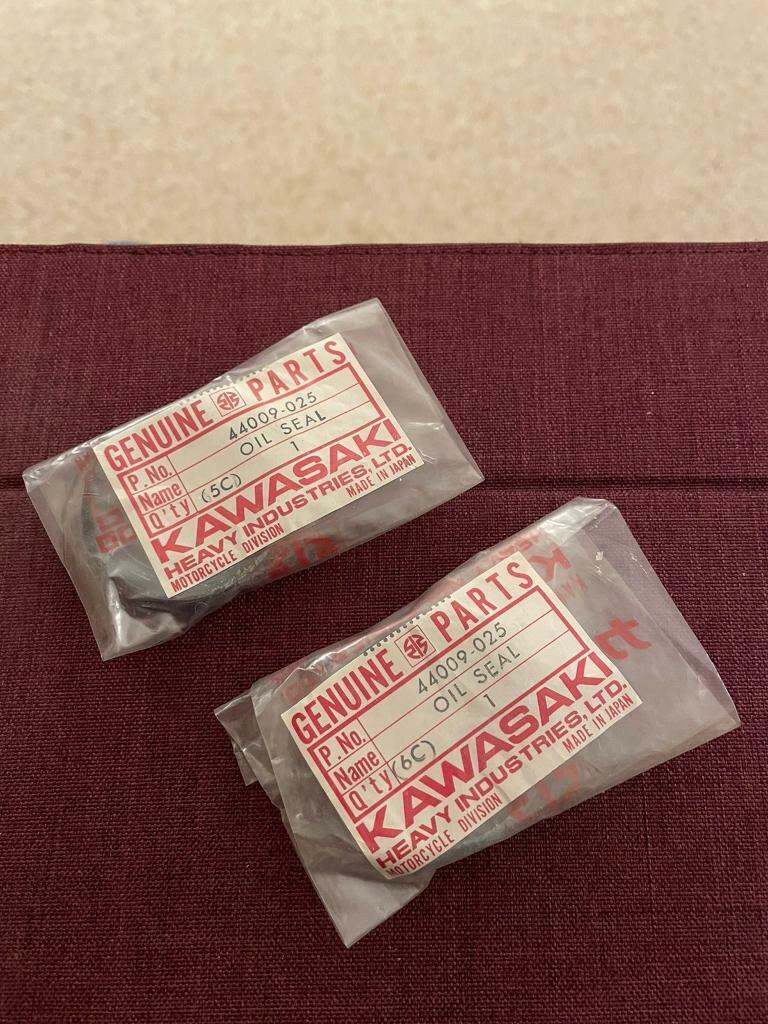 GENUINE PARTS
P.No. 44009-025
Name OIL SEAL
Q'ty (5C) 1
KAWASAKI
HEAVY INDUSTRIES, LTD.
MOTORCYCLE DIVISION MADE IN JAPAN
GENUINE PARTS
P.No. 44009-025
Name OIL SEAL
Q'ty (6C) 1
KAWASAKI
HEAVY INDUSTRIES, LTD.
MOTORCYCLE DIVISION MADE IN JAPAN